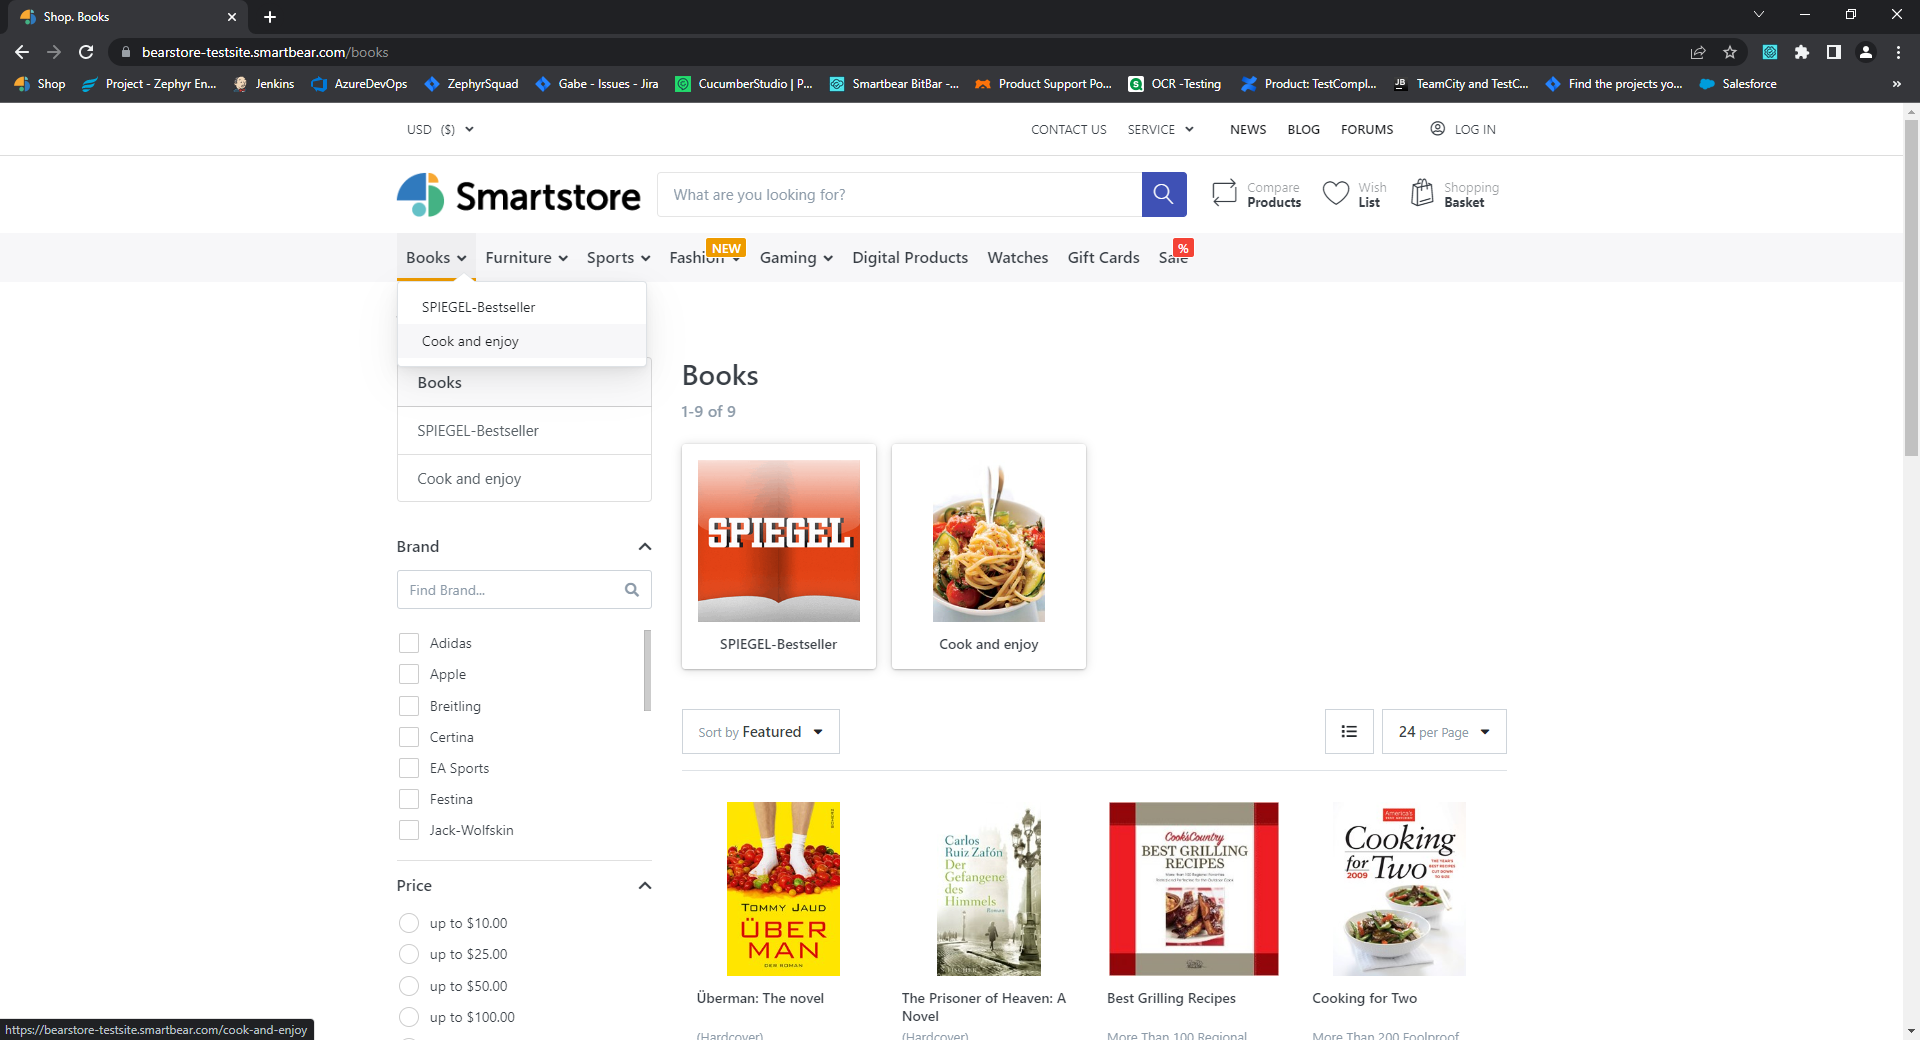 Shop. Books
bearstore-testsite.smartbear.com/books
Shop
Project - Zephyr En...
Jenkins
AzureDevOps
ZephyrSquad
Gabe - Issues - Jira
CucumberStudio | P...
Smartbear BitBar -...
Product Support Po...
OCR -Testing
Product: TestCompl...
TeamCity and TestC...
Find the projects yo...
Salesforce
»
USD ($)
CONTACT US
SERVICE
NEWS
BLOG
FORUMS
LOG IN
Smartstore
What are you looking for?
Compare
Products
Wish
List
Shopping
Basket
Books
Furniture
Sports
Fashion
NEW
Gaming
Digital Products
Watches
Gift Cards
Sale
%
SPIEGEL-Bestseller
Cook and enjoy
Books
SPIEGEL-Bestseller
Cook and enjoy
Brand
Find Brand...
Adidas
Apple
Breitling
Certina
EA Sports
Festina
Jack-Wolfskin
Price
up to $10.00
up to $25.00
up to $50.00
up to $100.00
Books
1-9 of 9
SPIEGEL
SPIEGEL-Bestseller
Cook and enjoy
Sort by Featured
24 per Page
TOMMY JAUD
ÜBER
MAN
DER ROMAN
Carlos
Ruiz Zafón
Der
Gefangene
des
Himmels
Roman
FISCHER
Cook'sCountry
BEST GRILLING
RECIPES
America's
Cooking
for Two
2009
Überman: The novel
(Hardcover)
The Prisoner of Heaven: A
Novel
(Hardcover)
Best Grilling Recipes
More Than 100 Regional
Cooking for Two
More Than 200 Foolproof
https://bearstore-testsite.smartbear.com/cook-and-enjoy